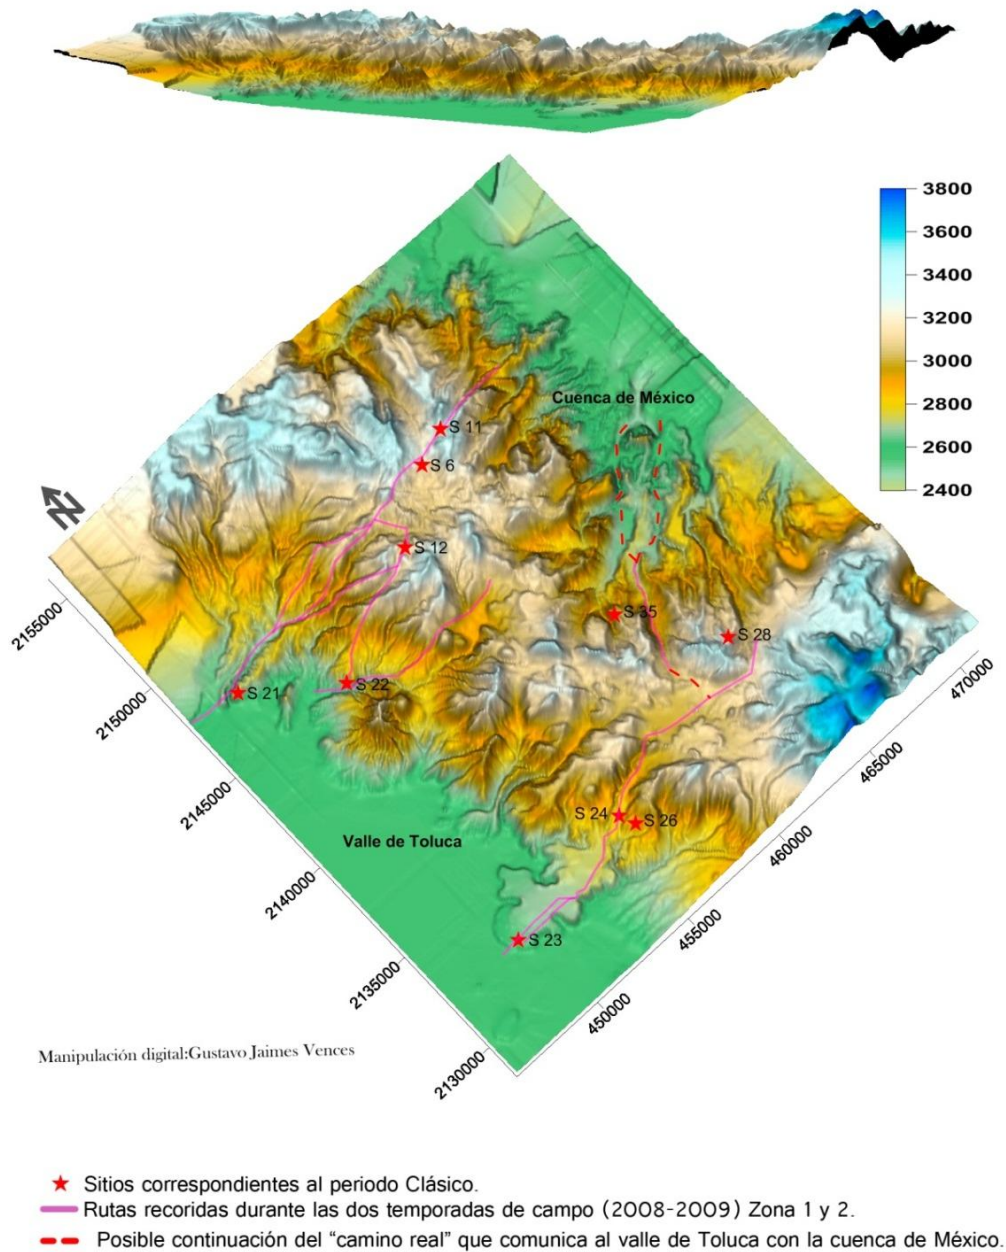 3800
3600
3400
3200
3000
2800
2600
2400
Cuenca de México
S 11
S 6
N
S 12
S 35
S 28
2155000
470000
S 21
S 22
2150000
465000
S 24
S 26
2145000
Valle de Toluca
460000
2140000
455000
S 23
2135000
450000
Manipulación digital:Gustavo Jaimes Vences
2130000
Sitios correspondientes al periodo Clásico.
Rutas recoridas durante las dos temporadas de campo (2008-2009) Zona 1 y 2.
Posible continuación del “camino real” que comunica al valle de Toluca con la cuenca de México.